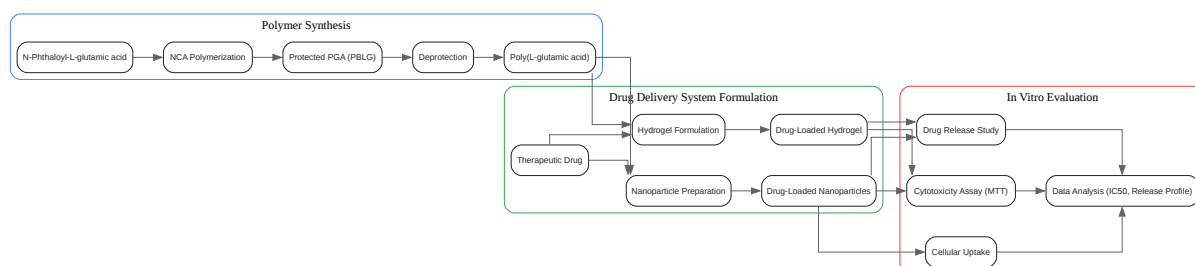 Polymer Synthesis
N-Phthaloyl-L-glutamic acid
NCA Polymerization
Protected PGA (PBLG)
Deprotection
Poly(L-glutamic acid)
Drug Delivery System Formulation
In Vitro Evaluation
Hydrogel Formulation
Drug-Loaded Hydrogel
Drug Release Study
Therapeutic Drug
Nanoparticle Preparation
Drug-Loaded Nanoparticles
Cytotoxicity Assay (MTT)
Data Analysis (IC50, Release Profile)
Cellular Uptake